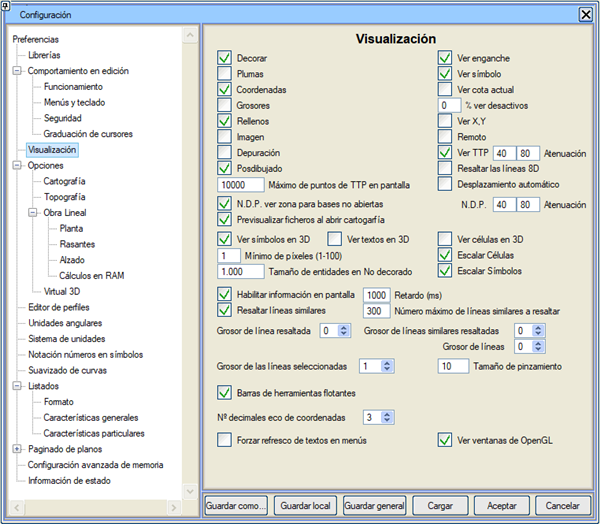 Configuración
Preferencias
Librerías
Comportamiento en edición
Funcionamiento
Menús y teclado
Seguridad
Graduación de cursores
Visualización
Opciones
Cartografía
Topografía
Obra Lineal
Planta
Rasantes
Alzado
Cálculos en RAM
Virtual 3D
Editor de perfiles
Unidades angulares
Sistema de unidades
Notación números en símbolos
Suavizado de curvas
Listados
Formato
Características generales
Características particulares
Paginado de planos
Configuración avanzada de memoria
Información de estado
Visualización
Decorar
Ver enganche
Plumas
Ver símbolo
Coordenadas
Ver cota actual
Grosores
0 % ver desactivos
Rellenos
Ver X,Y
Imagen
Remoto
Depuración
Ver TTP 40 80 Atenuación
Posdibujado
Resaltar las líneas 8D
10000 Máximo de puntos de TTP en pantalla
Desplazamiento automático
N.D.P. ver zona para bases no abiertas
N.D.P. 40 80 Atenuación
Previsualizar ficheros al abrir cartogarfía
Ver símbolos en 3D
Ver textos en 3D
Ver células en 3D
1 Mínimo de píxeles (1-100)
Escalar Células
1.000 Tamaño de entidades en No decorado
Escalar Símbolos
Habilitar información en pantalla 1000 Retardo (ms)
Resaltar líneas similares 300 Número máximo de líneas similares a resaltar
Grosor de línea resaltada 0 Grosor de líneas similares resaltadas 0
Grosor de líneas 0
Grosor de las líneas seleccionadas 1 10 Tamaño de pinzamiento
Barras de herramientas flotantes
Nº decimales eco de coordenadas 3
Forzar refresco de textos en menús
Ver ventanas de OpenGL
Guardar como... Guardar local Guardar general Cargar Aceptar Cancelar